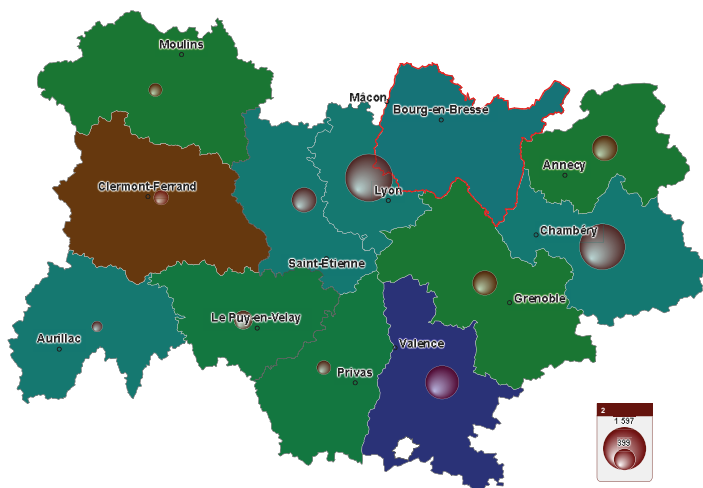 Moulins
Mâcon
Bourg-en-Bresse
Annecy
Clermont-Ferrand
Lyon
Chambéry
Saint-Étienne
Grenoble
Le Puy-en-Velay
Aurillac
Valence
Privas
2
1 597
399